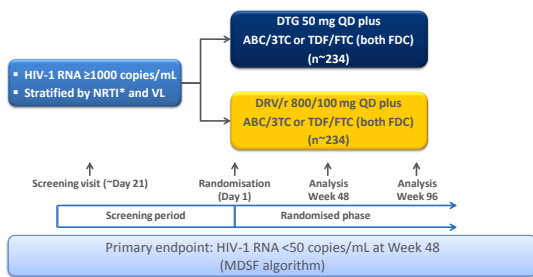 DTG 50 mg QD plus
ABC/3TC or TDF/FTC (both FDC)
(n~234)
▪ HIV-1 RNA ≥1000 copies/mL
▪ Stratified by NRTI* and VL
DRV/r 800/100 mg QD plus
ABC/3TC or TDF/FTC (both FDC)
(n~234)
Screening visit (~Day 21)
Randomisation
(Day 1)
Analysis
Week 48
Analysis
Week 96
Screening period
Randomised phase
Primary endpoint: HIV-1 RNA <50 copies/mL at Week 48
(MDSF algorithm)